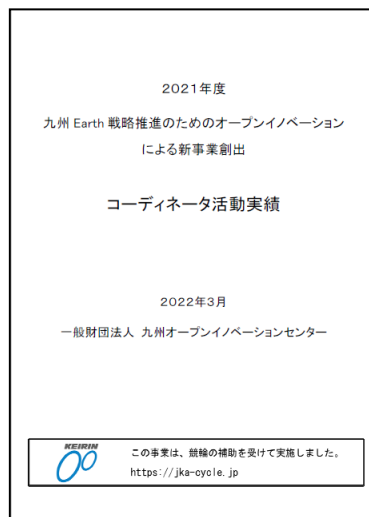 2021年度
九州 Earth 戦略推進のためのオープンイノベーション
による新事業創出
コーディネータ活動実績
2022年3月
一般財団法人 九州オープンイノベーションセンター
KEIRIN
この事業は、競輪の補助を受けて実施しました。
https://jka-cycle.jp